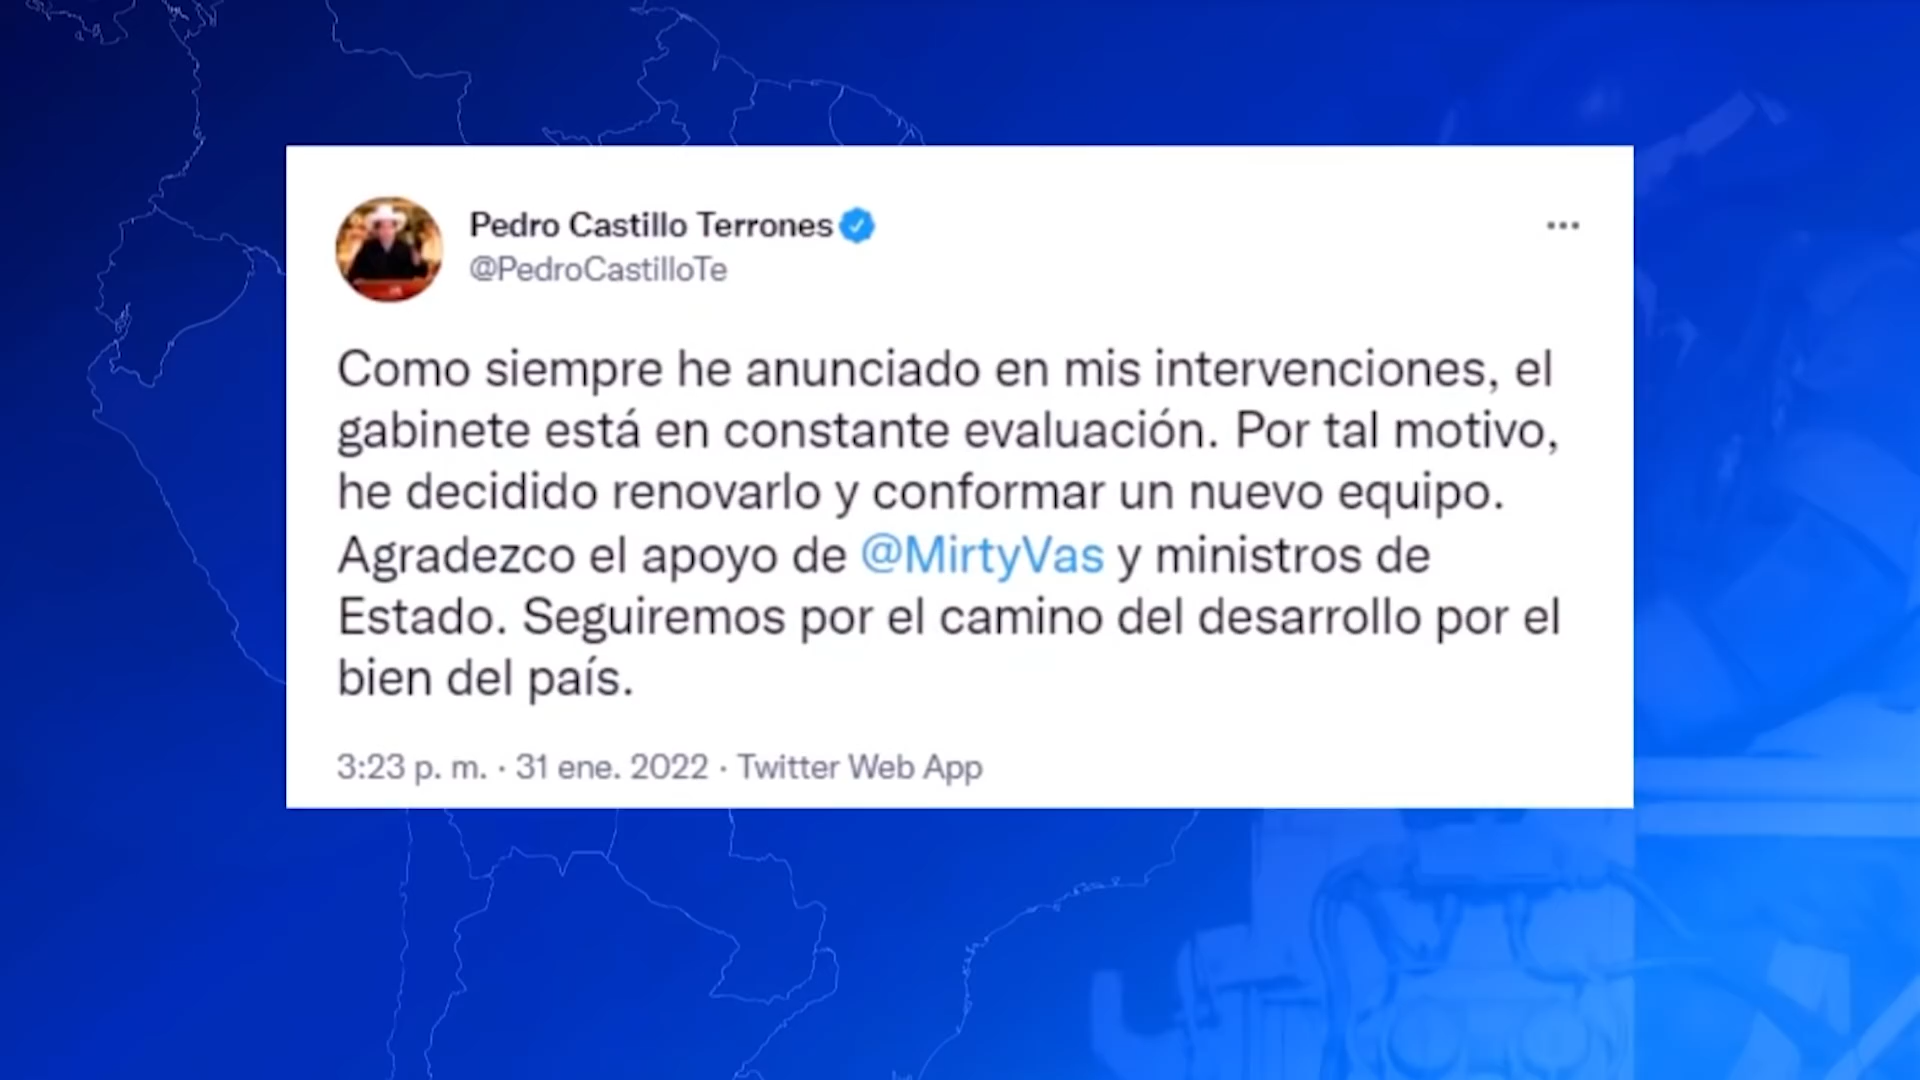 Pedro Castillo Terrones
@PedroCastilloTe
Como siempre he anunciado en mis intervenciones, el
gabinete está en constante evaluación. Por tal motivo,
he decidido renovarlo y conformar un nuevo equipo.
Agradezco el apoyo de @MirtyVas y ministros de
Estado. Seguiremos por el camino del desarrollo por el
bien del país.
3:23 p. m. · 31 ene. 2022 · Twitter Web App